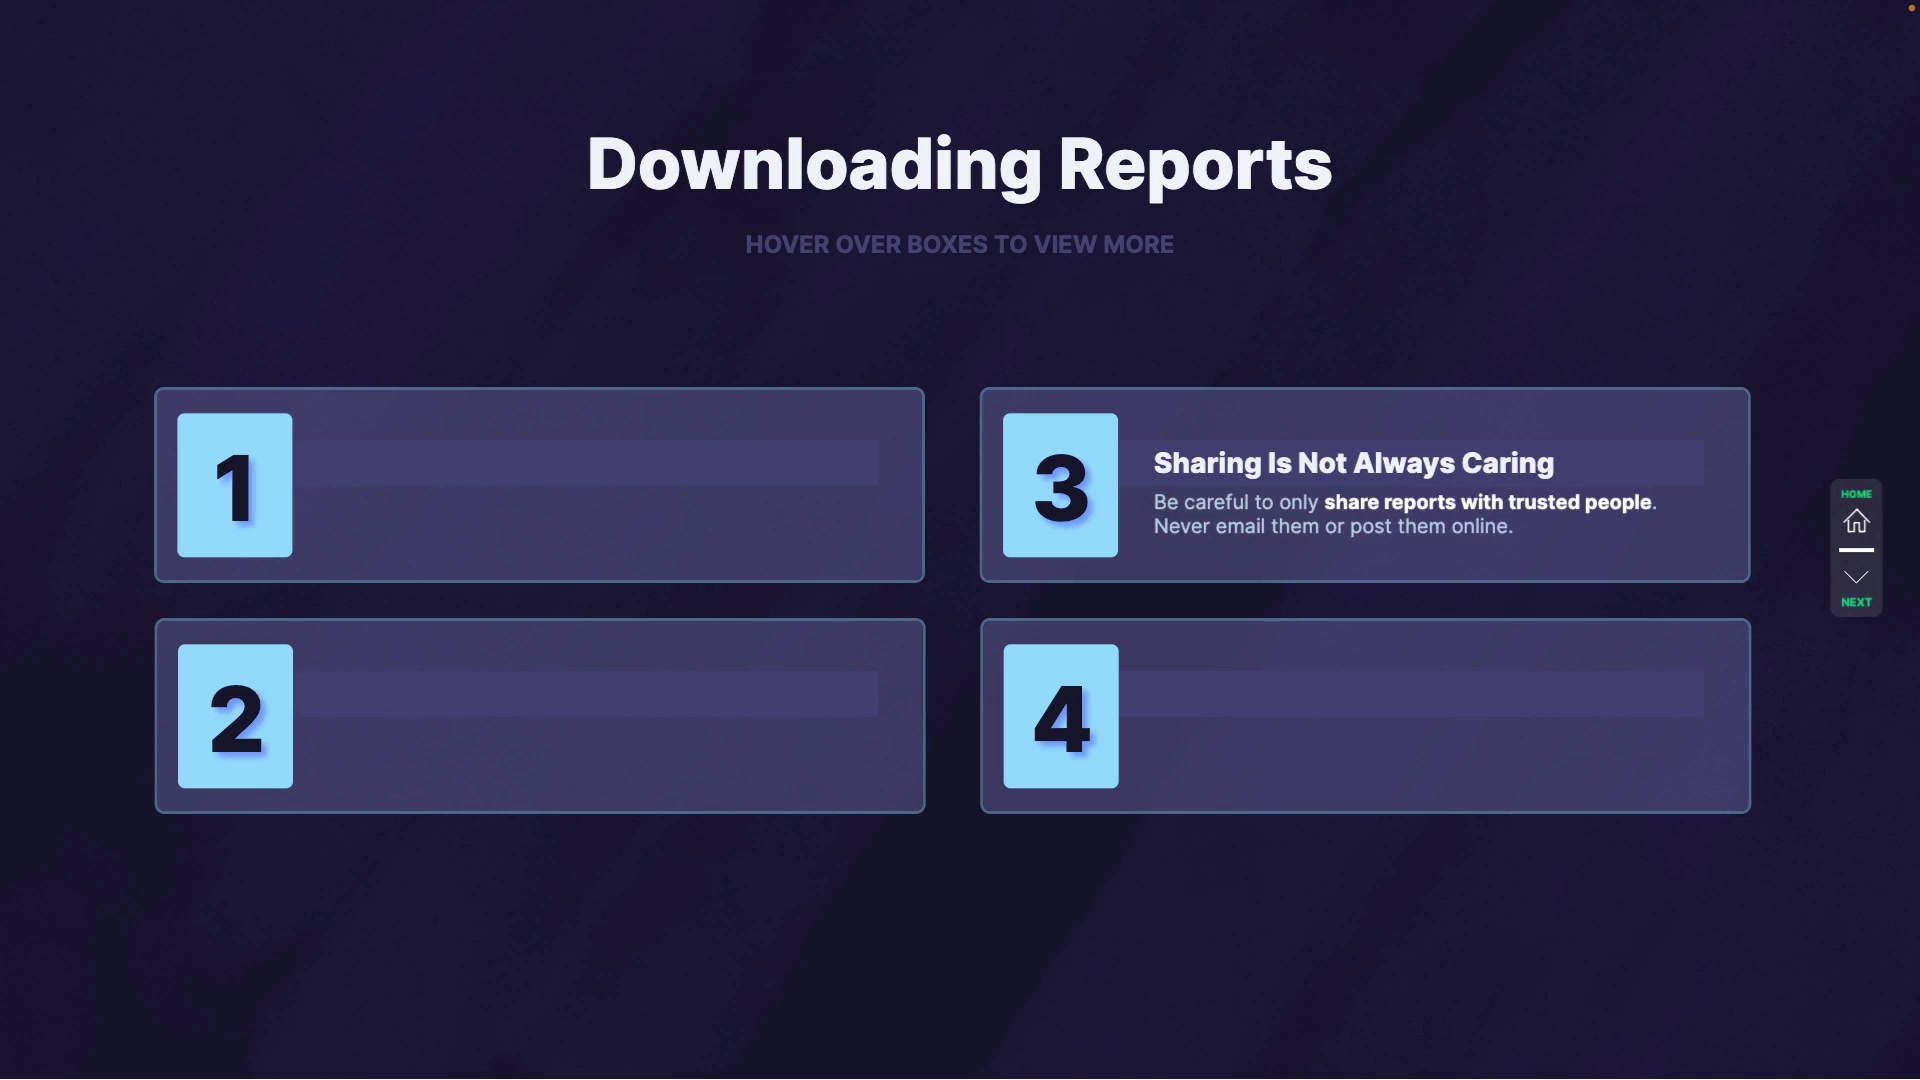 Downloading Reports
HOVER OVER BOXES TO VIEW MORE
1
3
Sharing Is Not Always Caring
Be careful to only share reports with trusted people.
Never email them or post them online.
2
4
HOME
NEXT